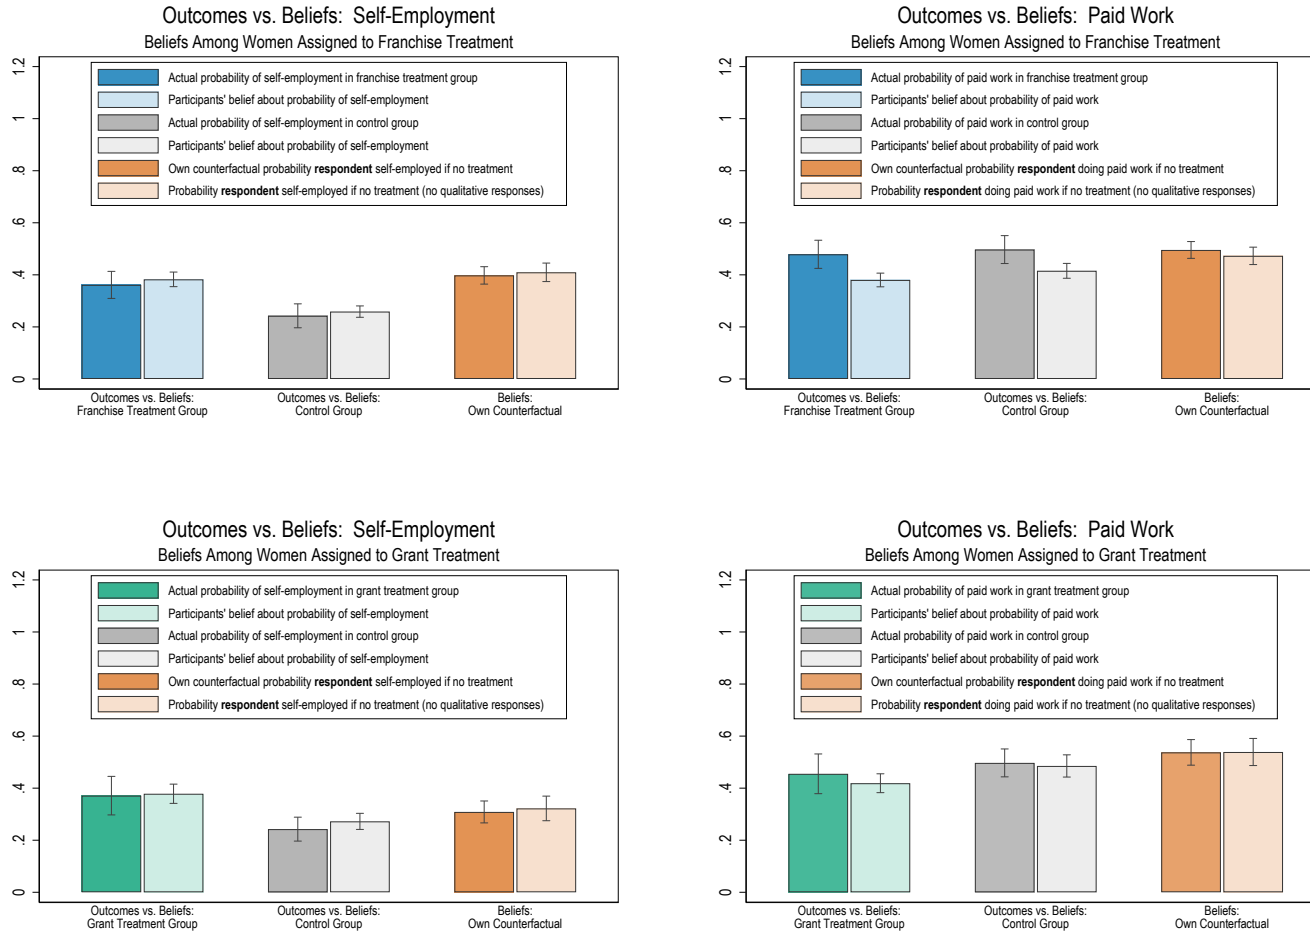 Outcomes vs. Beliefs:  Self-Employment
Beliefs Among Women Assigned to Franchise Treatment
Actual probability of self-employment in franchise treatment group
Participants' belief about probability of self-employment
Actual probability of self-employment in control group
Participants' belief about probability of self-employment
Own counterfactual probability respondent self-employed if no treatment
Probability respondent self-employed if no treatment (no qualitative responses)
1.2
1
.8
.6
.4
.2
0
Outcomes vs. Beliefs:
Franchise Treatment Group
Outcomes vs. Beliefs:
Control Group
Beliefs:
Own Counterfactual
Outcomes vs. Beliefs:  Paid Work
Beliefs Among Women Assigned to Franchise Treatment
Actual probability of paid work in franchise treatment group
Participants' belief about probability of paid work
Actual probability of paid work in control group
Participants' belief about probability of paid work
Own counterfactual probability respondent doing paid work if no treatment
Probability respondent doing paid work if no treatment (no qualitative responses)
1.2
1
.8
.6
.4
.2
0
Outcomes vs. Beliefs:
Franchise Treatment Group
Outcomes vs. Beliefs:
Control Group
Beliefs:
Own Counterfactual
Outcomes vs. Beliefs:  Self-Employment
Beliefs Among Women Assigned to Grant Treatment
Actual probability of self-employment in grant treatment group
Participants' belief about probability of self-employment
Actual probability of self-employment in control group
Participants' belief about probability of self-employment
Own counterfactual probability respondent self-employed if no treatment
Probability respondent self-employed if no treatment (no qualitative responses)
1.2
1
.8
.6
.4
.2
0
Outcomes vs. Beliefs:
Grant Treatment Group
Outcomes vs. Beliefs:
Control Group
Beliefs:
Own Counterfactual
Outcomes vs. Beliefs:  Paid Work
Beliefs Among Women Assigned to Grant Treatment
Actual probability of paid work in grant treatment group
Participants' belief about probability of paid work
Actual probability of paid work in control group
Participants' belief about probability of paid work
Own counterfactual probability respondent doing paid work if no treatment
Probability respondent doing paid work if no treatment (no qualitative responses)
1.2
1
.8
.6
.4
.2
0
Outcomes vs. Beliefs:
Grant Treatment Group
Outcomes vs. Beliefs:
Control Group
Beliefs:
Own Counterfactual